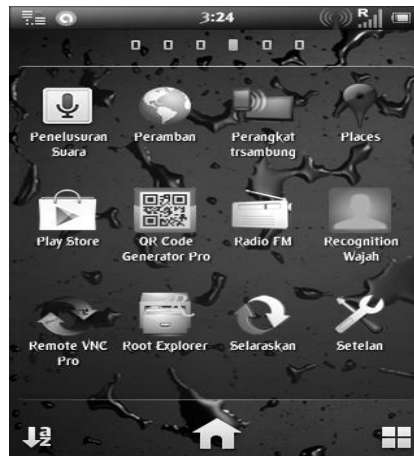 3:24
R
Penelusuran Peramban Perangkat Places
Suara trsambung
Play Store QR Code Radio FM Recognition
Generator Pro Wajah
Remote VNC Root Explorer Selaraskan Setelan
Pro